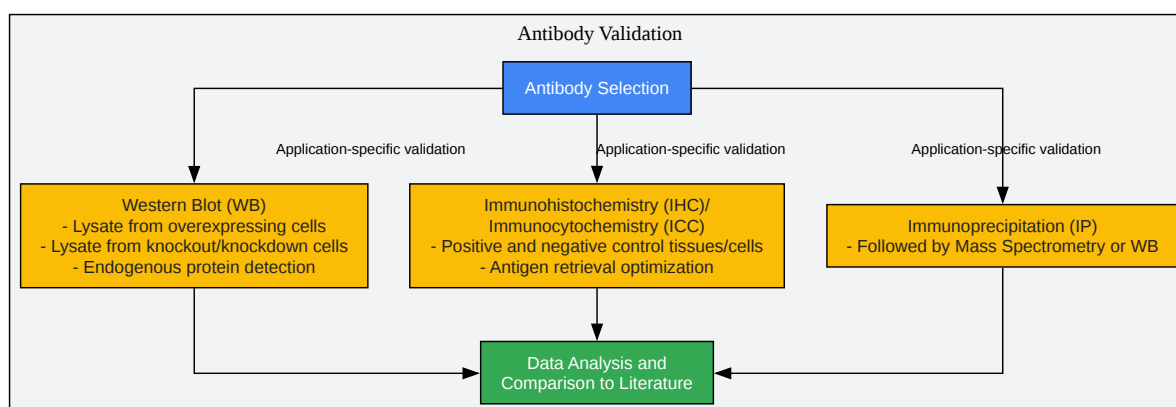 Antibody Validation
Antibody Selection
Application-specific validation
Application-specific validation
Application-specific validation
Western Blot (WB)
- Lysate from overexpressing cells
- Lysate from knockout/knockdown cells
- Endogenous protein detection
Immunohistochemistry (IHC)/
Immunocytochemistry (ICC)
- Positive and negative control tissues/cells
- Antigen retrieval optimization
Immunoprecipitation (IP)
- Followed by Mass Spectrometry or WB
Data Analysis and
Comparison to Literature